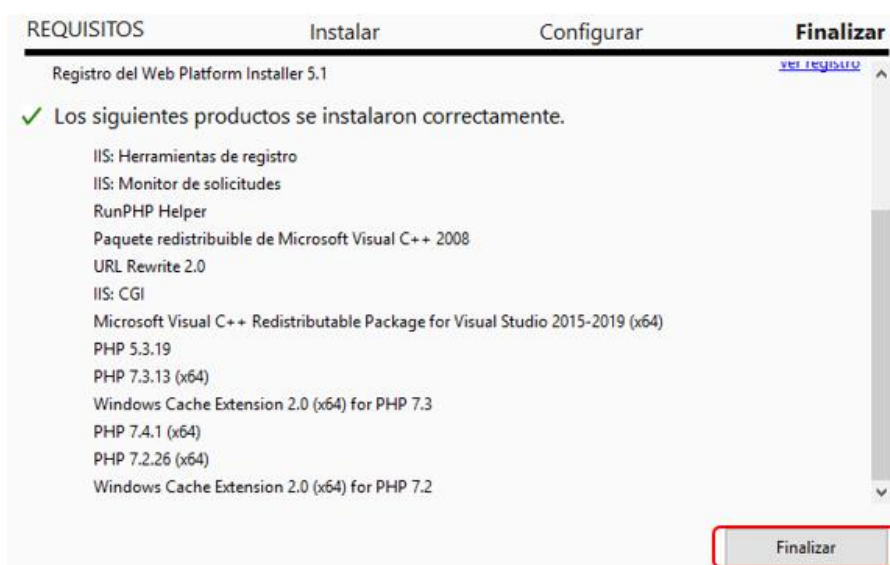 REQUISITOS Instalar Configurar Finalizar
Registro del Web Platform Installer 5.1 Ver registro
Los siguientes productos se instalaron correctamente.
IIS: Herramientas de registro
IIS: Monitor de solicitudes
RunPHP Helper
Paquete redistribuible de Microsoft Visual C++ 2008
URL Rewrite 2.0
IIS: CGI
Microsoft Visual C++ Redistributable Package for Visual Studio 2015-2019 (x64)
PHP 5.3.19
PHP 7.3.13 (x64)
Windows Cache Extension 2.0 (x64) for PHP 7.3
PHP 7.4.1 (x64)
PHP 7.2.26 (x64)
Windows Cache Extension 2.0 (x64) for PHP 7.2
Finalizar